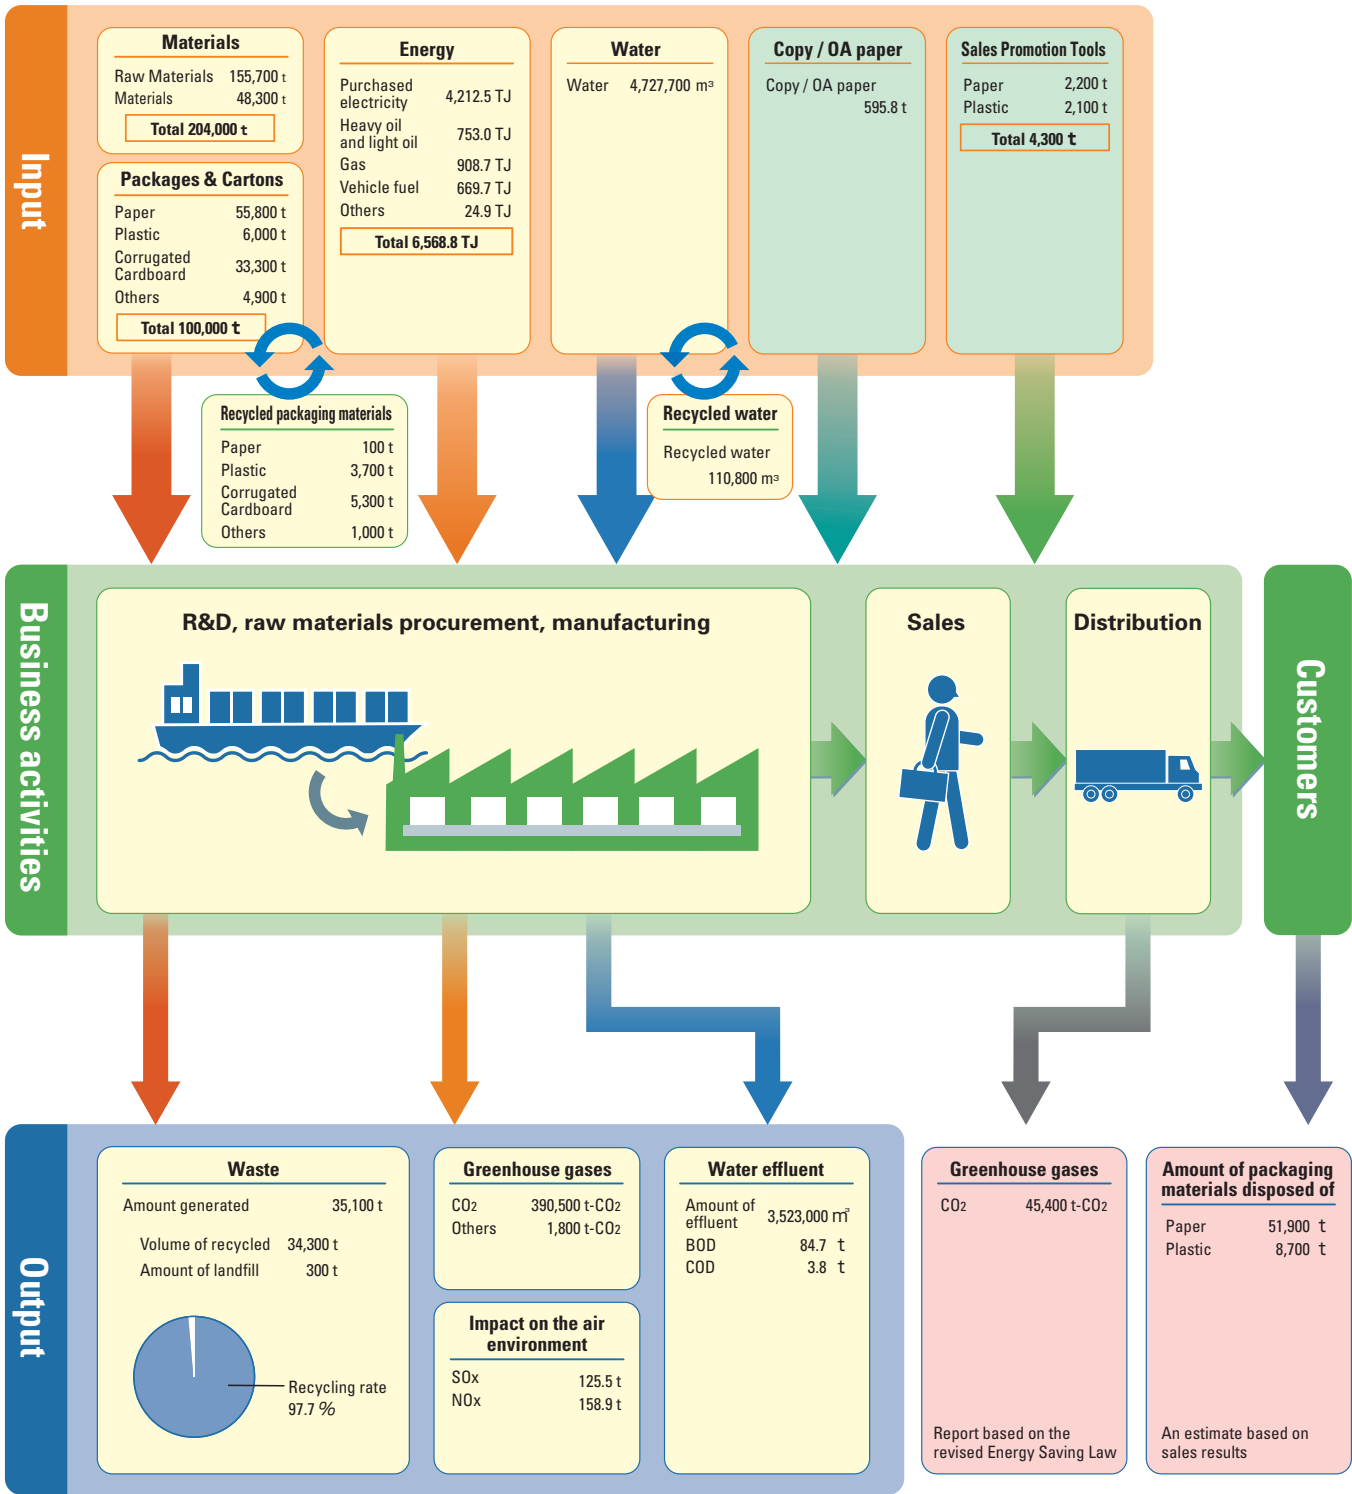 Input
Materials
Raw Materials 155,700 t
Materials 48,300 t
Total 204,000 t
Packages & Cartons
Paper 55,800 t
Plastic 6,000 t
Corrugated
Cardboard 33,300 t
Others 4,900 t
Total 100,000 t
Energy
Purchased
electricity 4,212.5 TJ
Heavy oil
and light oil 753.0 TJ
Gas 908.7 TJ
Vehicle fuel 669.7 TJ
Others 24.9 TJ
Total 6,568.8 TJ
Water
Water 4,727,700 m³
Copy / OA paper
Copy / OA paper
595.8 t
Sales Promotion Tools
Paper 2,200 t
Plastic 2,100 t
Total 4,300 t
Recycled packaging materials
Paper 100 t
Plastic 3,700 t
Corrugated
Cardboard 5,300 t
Others 1,000 t
Recycled water
Recycled water
110,800 m³
Business activities
R&D, raw materials procurement, manufacturing
Sales
Distribution
Customers
Output
Waste
Amount generated 35,100 t
Volume of recycled 34,300 t
Amount of landfill 300 t
Recycling rate
97.7 %
Greenhouse gases
CO2 390,500 t-CO2
Others 1,800 t-CO2
Impact on the air
environment
SOx 125.5 t
NOx 158.9 t
Water effluent
Amount of
effluent 3,523,000 m³
BOD 84.7 t
COD 3.8 t
Greenhouse gases
CO2 45,400 t-CO2
Report based on the
revised Energy Saving Law
Amount of packaging
materials disposed of
Paper 51,900 t
Plastic 8,700 t
An estimate based on
sales results